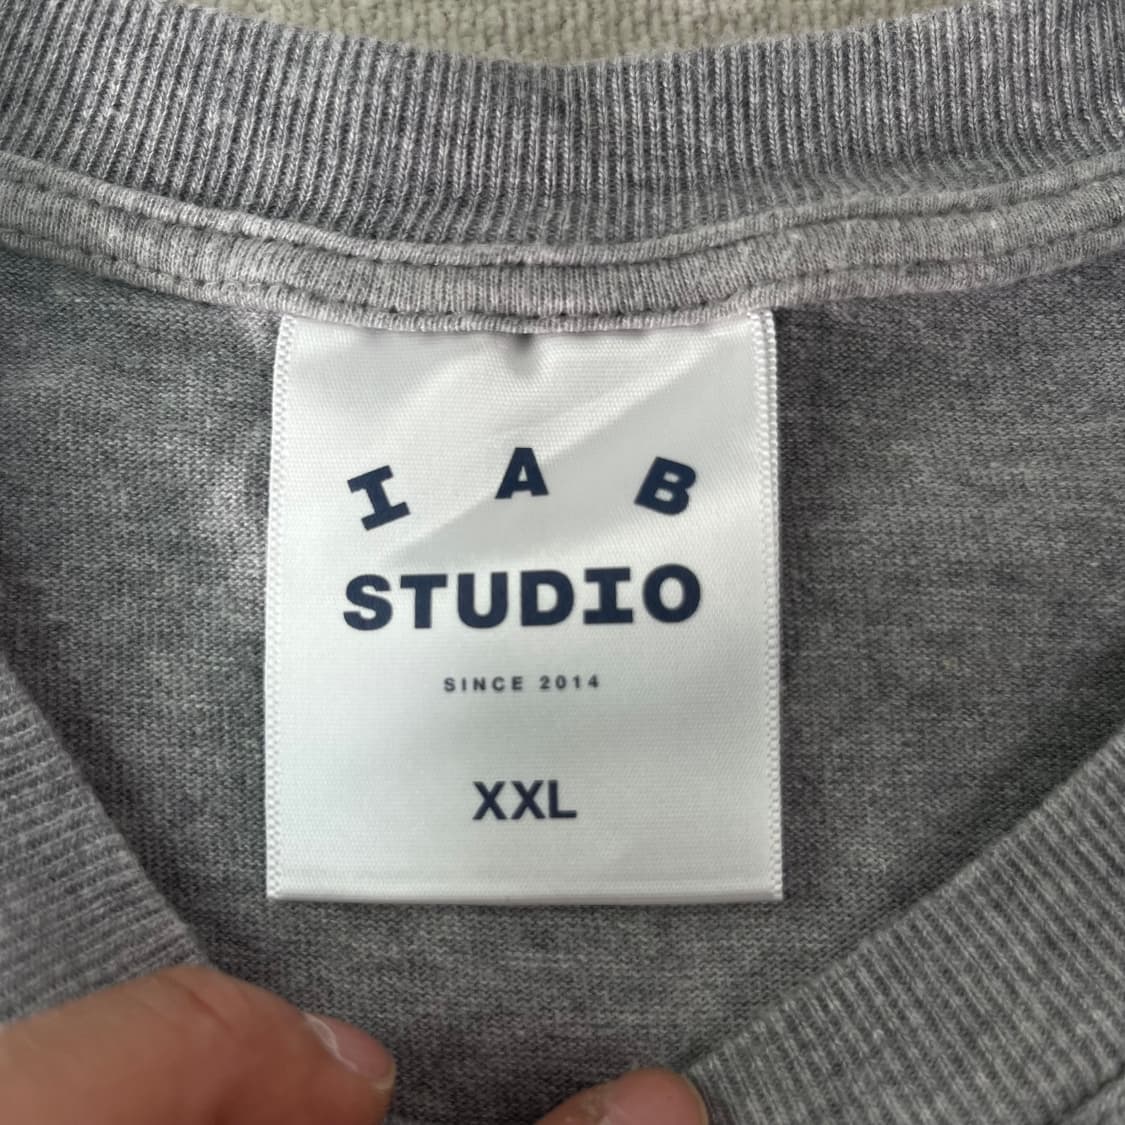 I A B
STUDIO
SINCE 2014
XXL